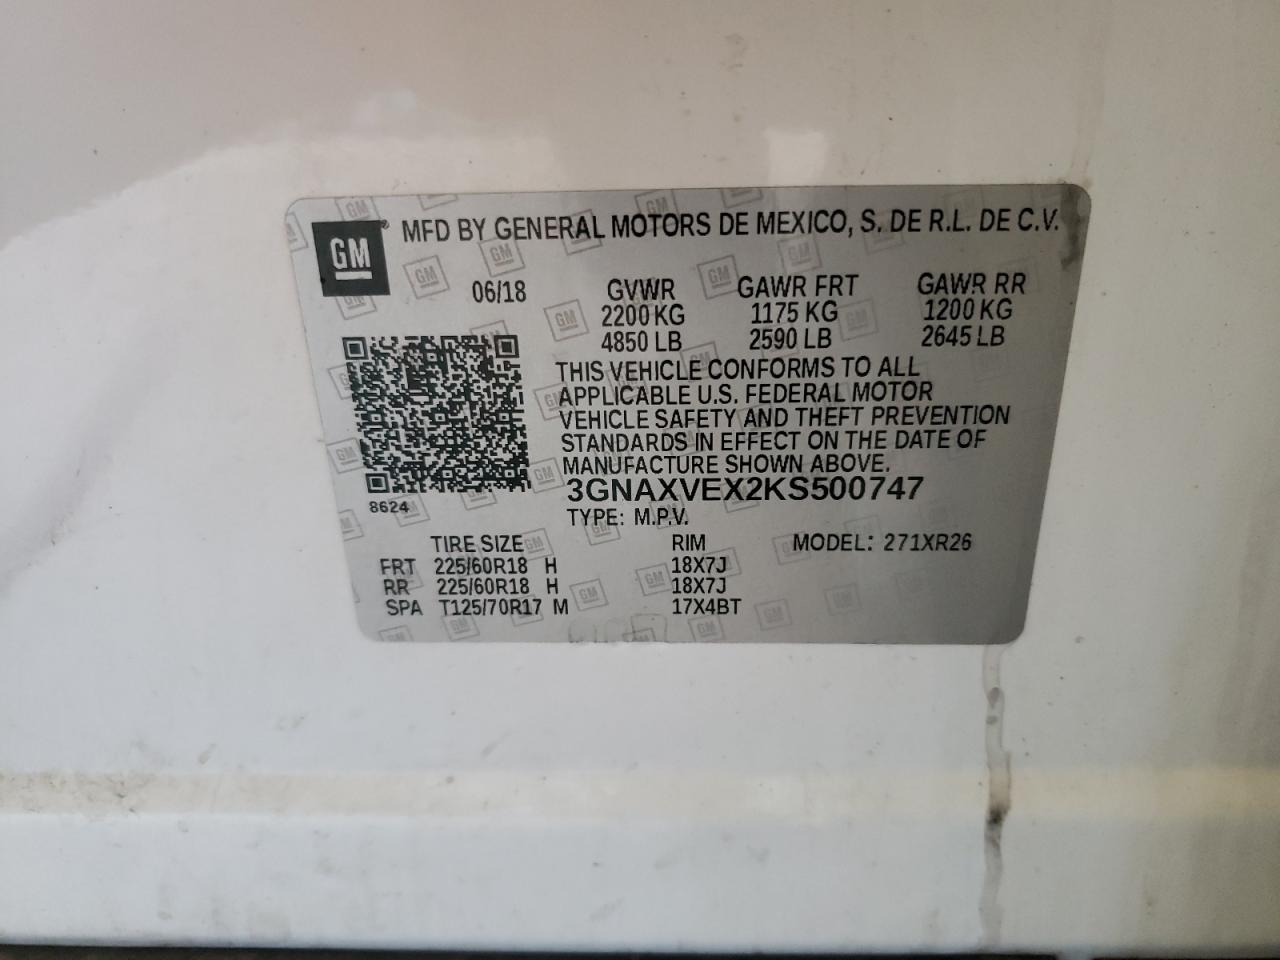 GM® MFD BY GENERAL MOTORS DE MEXICO, S. DE R.L. DE C.V.
06/18 GVWR GAWR FRT GAWR RR
2200 KG 1175 KG 1200 KG
4850 LB 2590 LB 2645 LB
THIS VEHICLE CONFORMS TO ALL
APPLICABLE U.S. FEDERAL MOTOR
VEHICLE SAFETY AND THEFT PREVENTION
STANDARDS IN EFFECT ON THE DATE OF
MANUFACTURE SHOWN ABOVE.
3GNAXVEX2KS500747
8624
TYPE: M.P.V.
TIRE SIZE RIM MODEL: 271XR26
FRT 225/60R18 H 18X7J
RR 225/60R18 H 18X7J
SPA T125/70R17 M 17X4BT